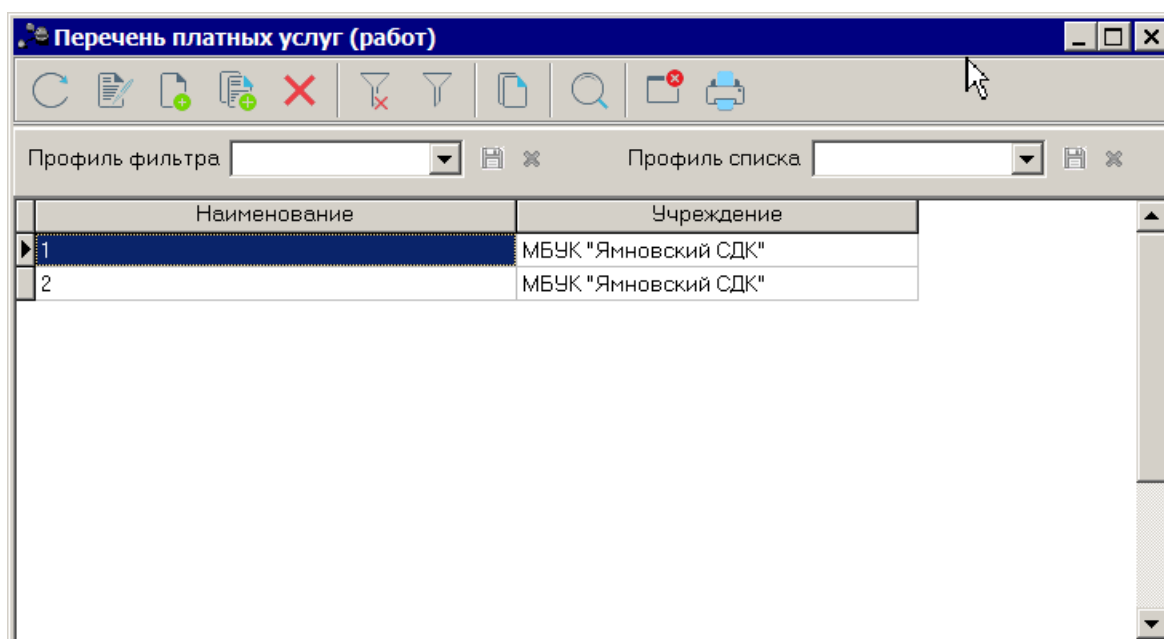 Перечень платных услуг (работ)
Профиль фильтра Профиль списка
Наименование Учреждение
1 МБУК "Ямновский СДК"
2 МБУК "Ямновский СДК"